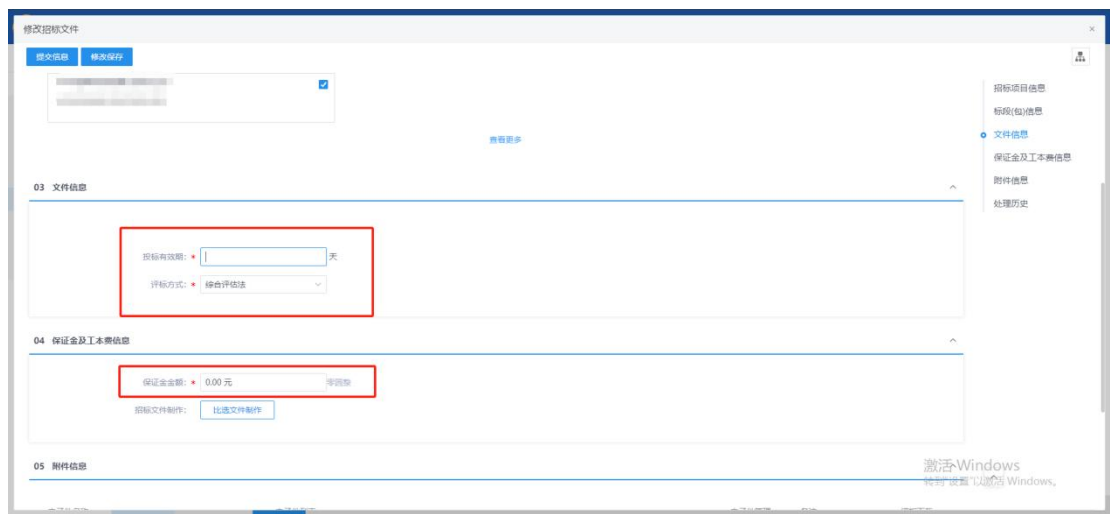 修改招标文件 ×
提交信息 修改保存
招标项目信息
标段(包)信息
查看更多
文件信息
保证金及工本费信息
附件信息
处理历史
03 文件信息
投标有效期: * 天
评标方式: * 综合评估法
04 保证金及工本费信息
保证金金额: * 0.00 元 零圆整
招标文件制作: 比选文件制作
05 附件信息
激活 Windows
转到"设置"以激活 Windows。